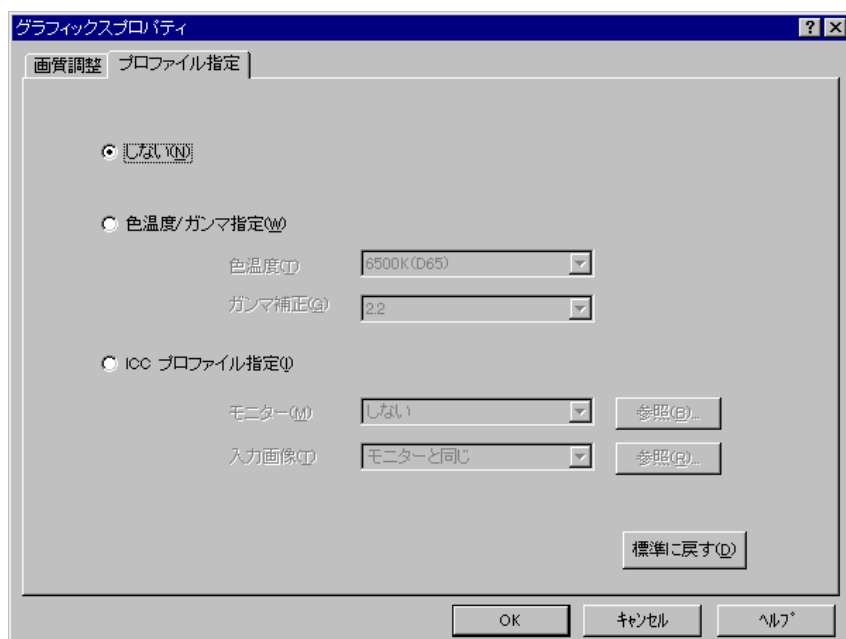 グラフィックスプロパティ
画質調整 プロファイル指定
しない(N)
色温度/ガンマ指定(W)
色温度(T) 6500K(D65)
ガンマ補正(G) 2.2
ICC プロファイル指定(I)
モニター(M) しない 参照(B)...
入力画像(T) モニターと同じ 参照(R)...
標準に戻す(D)
OK キャンセル ヘルプ